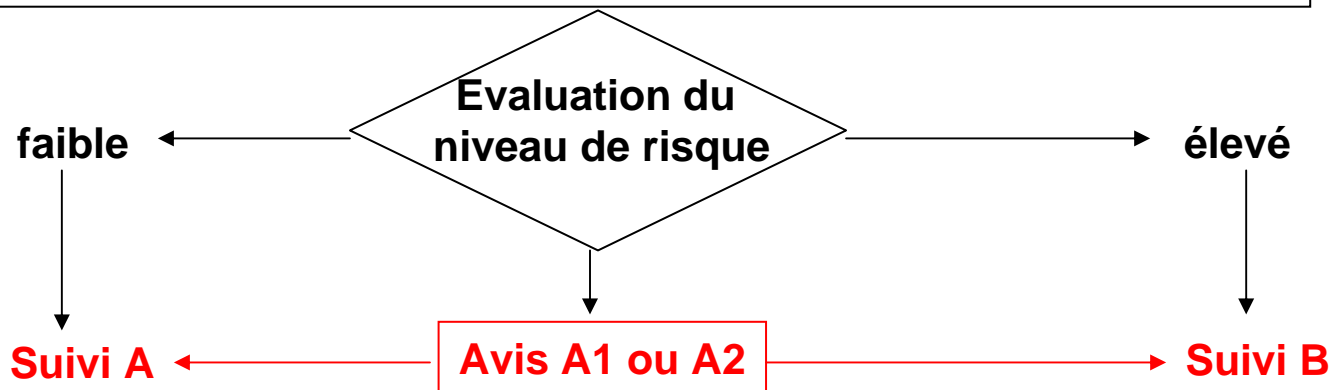 Evaluation du
niveau de risque
faible
élevé
Suivi A
Avis A1 ou A2
Suivi B